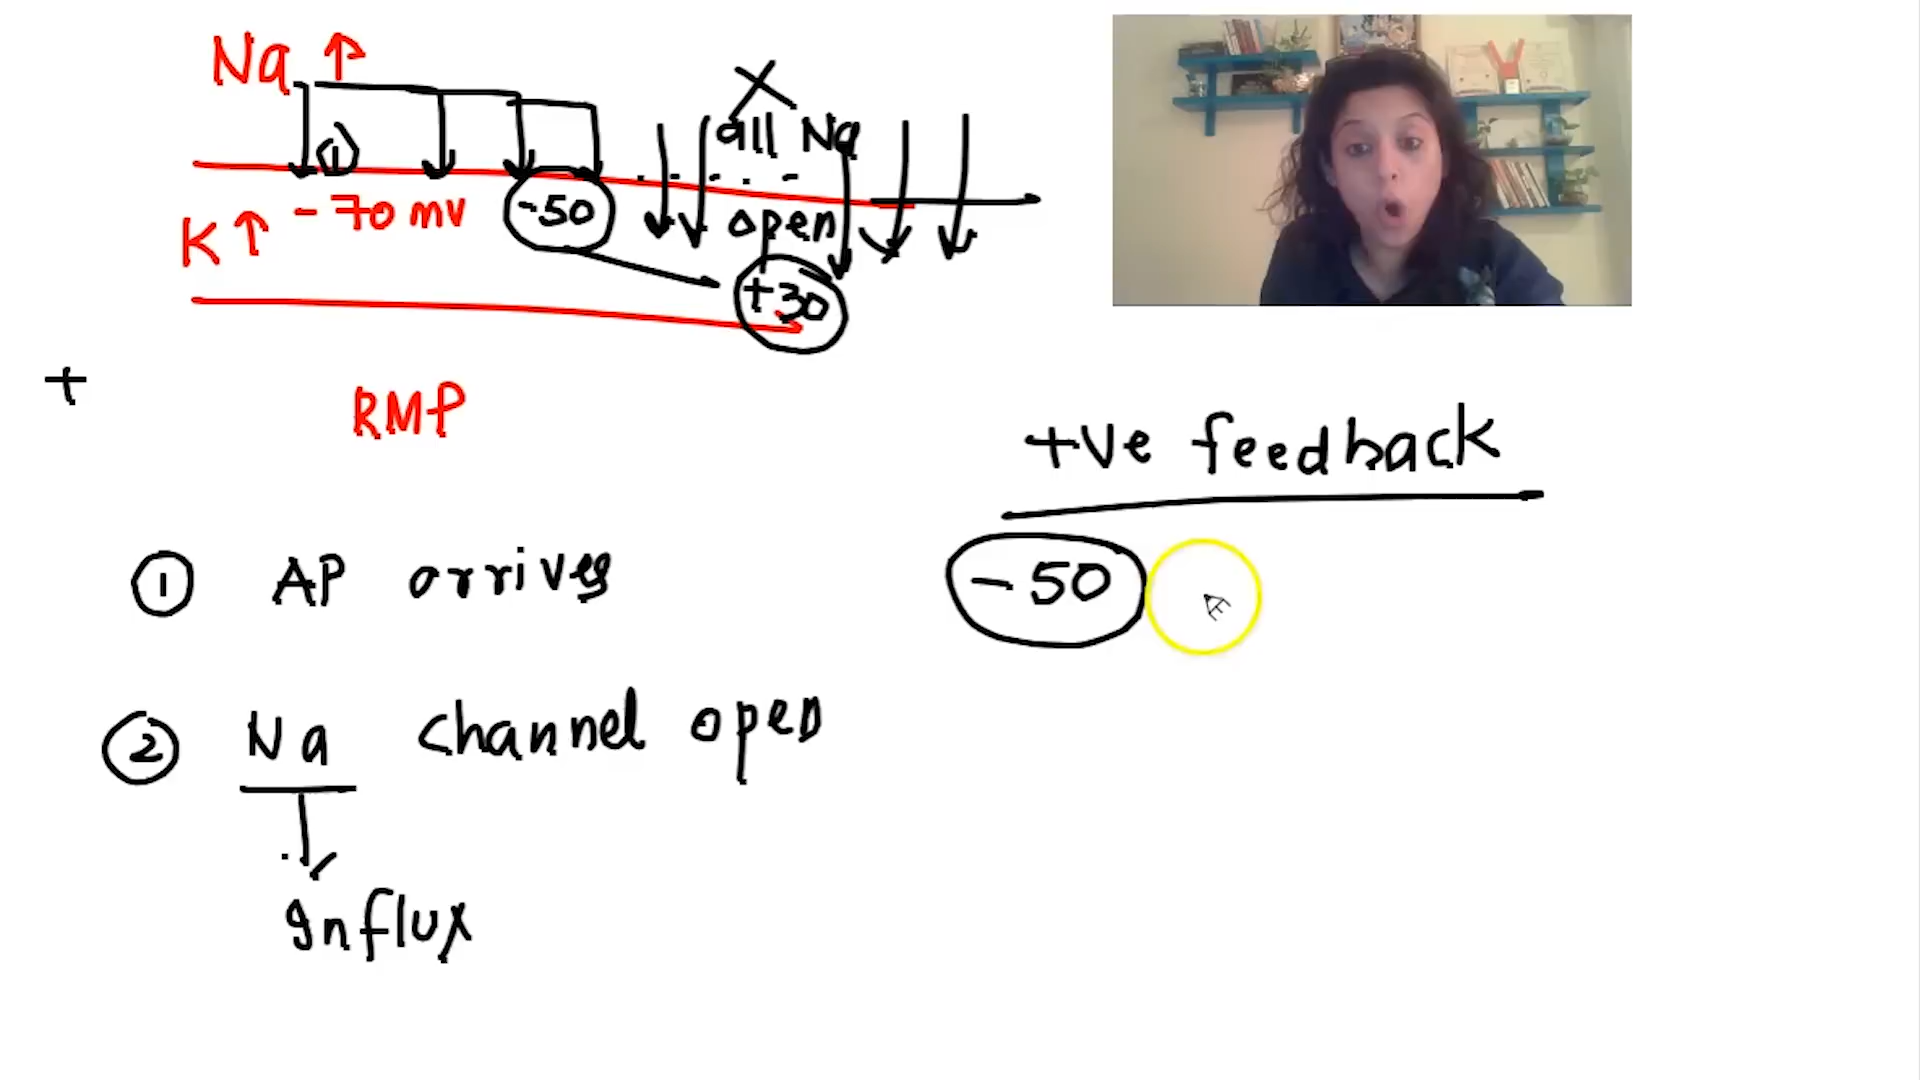 Na ↑
X
all Na
①
K ↑ - 70 mv
-50
open
+30
+
RMP
+ve feedback
- 50
① AP arrives
② Na channel open
Influx